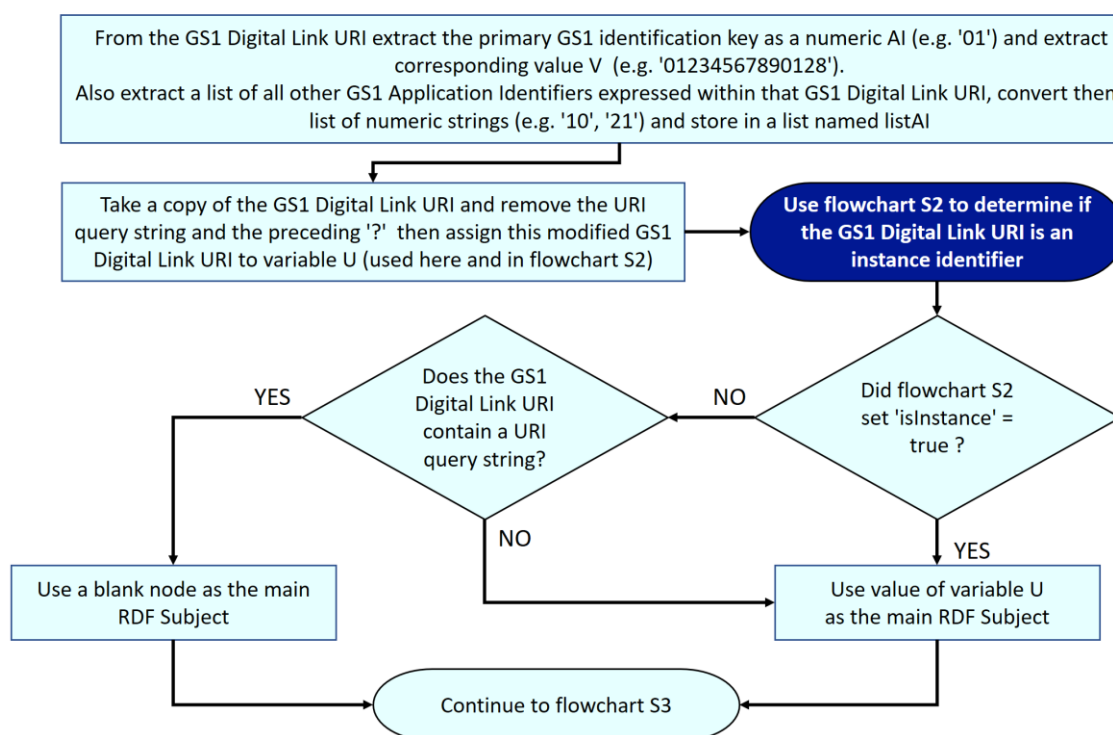 From the GS1 Digital Link URI extract the primary GS1 identification key as a numeric AI (e.g. '01') and extract
corresponding value V (e.g. '01234567890128').
Also extract a list of all other GS1 Application Identifiers expressed within that GS1 Digital Link URI, convert then
list of numeric strings (e.g. '10', '21') and store in a list named listAI
Take a copy of the GS1 Digital Link URI and remove the URI
query string and the preceding '?' then assign this modified GS1
Digital Link URI to variable U (used here and in flowchart S2)
Use flowchart S2 to determine if
the GS1 Digital Link URI is an
instance identifier
Did flowchart S2
set 'isInstance' =
true ?
NO
YES
Does the GS1
Digital Link URI
contain a URI
query string?
YES
NO
Use a blank node as the main
RDF Subject
Use value of variable U
as the main RDF Subject
Continue to flowchart S3